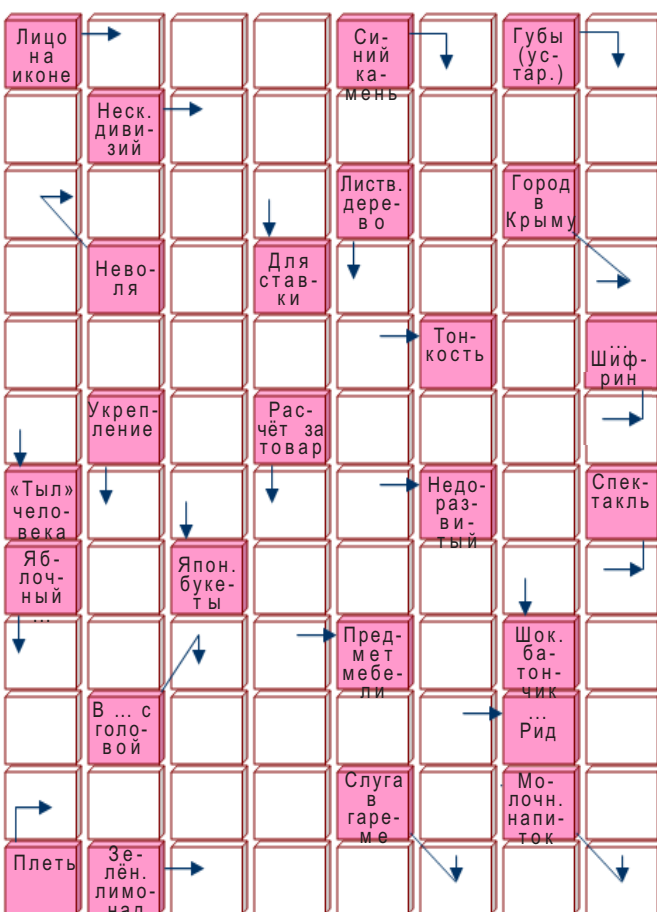 Лицо
на
иконе
Си-
ний
ка-
мень
Губы
(ус-
тар.)
Неск.
диви-
зий
Листв.
дере-
во
Город
в
Крыму
Нево-
ля
Для
став-
ки
Тон-
кость
...
Шиф-
рин
Укреп-
ление
Рас-
чёт за
товар
«Тыл»
чело-
века
Недо-
раз-
ви-
тый
Спек-
такль
Яб-
лоч-
ный
...
Япон.
буке-
ты
Пред-
мет
мебе-
ли
Шок.
ба-
тон-
чик
В ... с
голо-
вой
...
Рид
Слуга
в
гаре-
ме
Мо-
лочн.
напи-
ток
Плеть
Зе-
лён.
лимо-
над